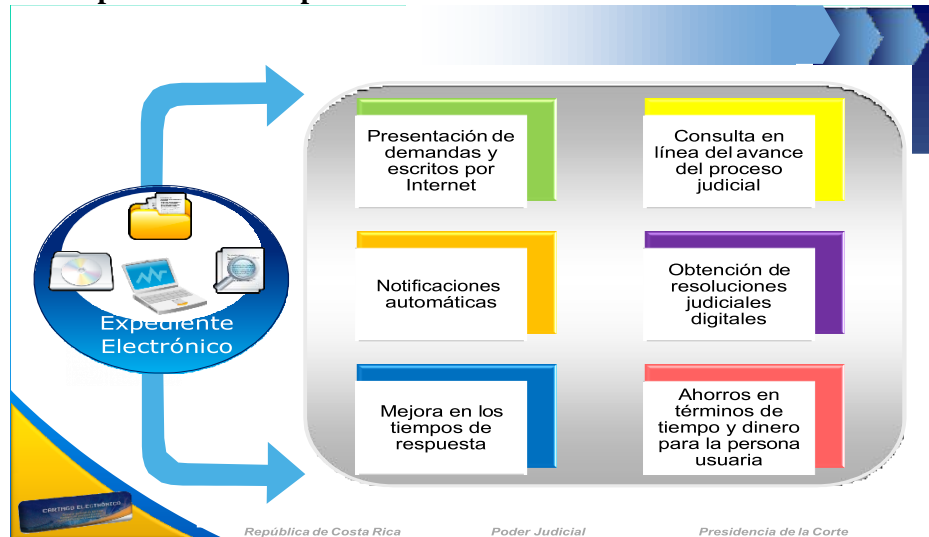 Expediente
Electrónico
Presentación de
demandas y
escritos por
Internet
Consulta en
línea del avance
del proceso
judicial
Notificaciones
automáticas
Obtención de
resoluciones
judiciales
digitales
Mejora en los
tiempos de
respuesta
Ahorros en
términos de
tiempo y dinero
para la persona
usuaria
CARTAGO ELECTRÓNICO
República de Costa Rica Poder Judicial Presidencia de la Corte